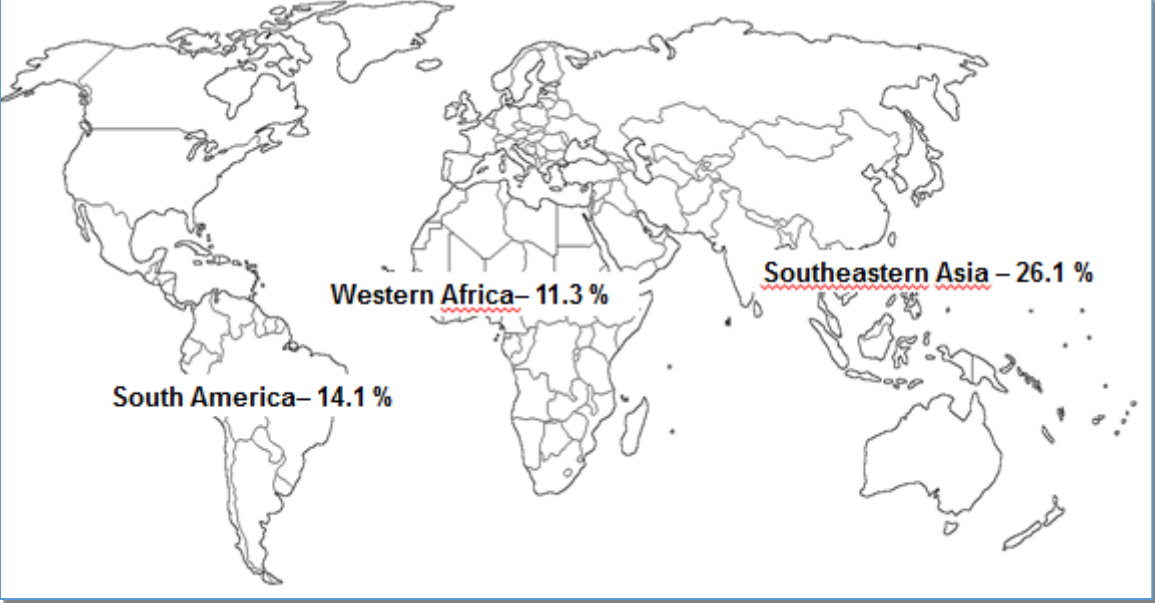 Southeastern Asia – 26.1 %
Western Africa– 11.3 %
South America– 14.1 %